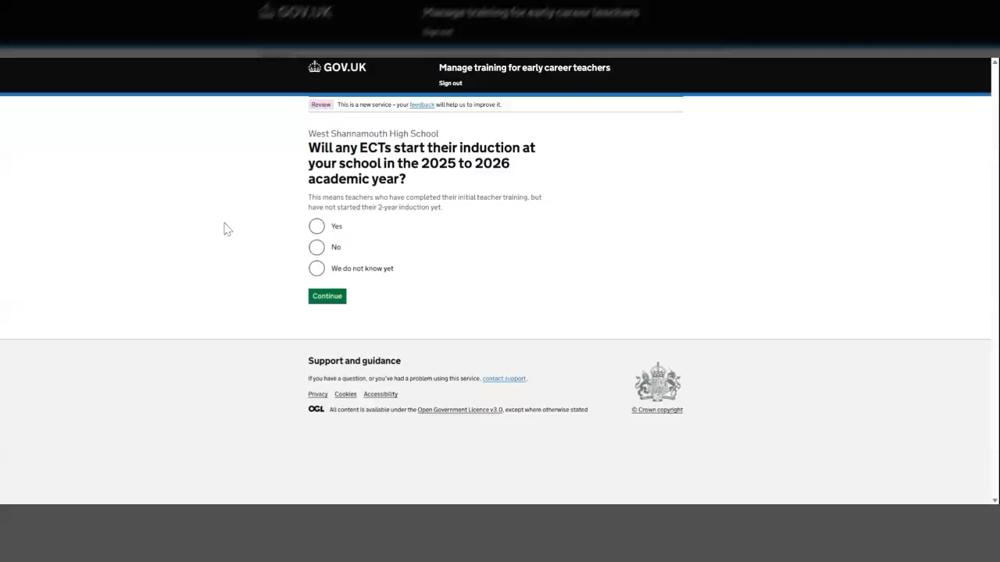 GOV.UK
Manage training for early career teachers
Sign out
GOV.UK
Manage training for early career teachers
Sign out
Review This is a new service – your feedback will help us to improve it.
West Shannamouth High School
Will any ECTs start their induction at
your school in the 2025 to 2026
academic year?
This means teachers who have completed their initial teacher training, but
have not started their 2-year induction yet.
Yes
No
We do not know yet
Continue
Support and guidance
If you have a question, or you've had a problem using this service, contact support.
Privacy Cookies Accessibility
OGL All content is available under the Open Government Licence v3.0, except where otherwise stated
© Crown copyright